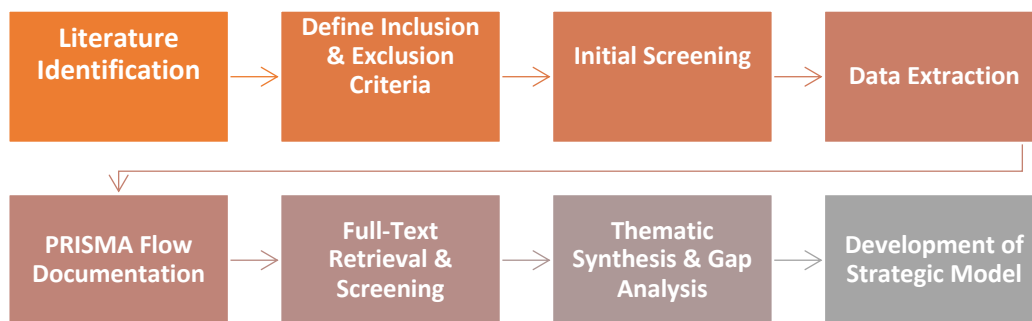 Literature
Identification
Define Inclusion
& Exclusion
Criteria
Initial Screening
Data Extraction
PRISMA Flow
Documentation
Full-Text
Retrieval &
Screening
Thematic
Synthesis & Gap
Analysis
Development of
Strategic Model